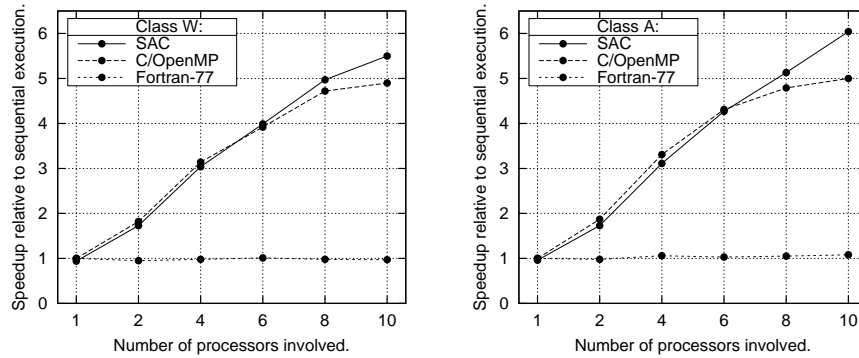 Speedup relative to sequential execution.
6
5
4
3
2
1
0
Class W:
SAC
C/OpenMP
Fortran-77
1
2
4
6
8
10
Number of processors involved.
Speedup relative to sequential execution.
6
5
4
3
2
1
0
Class A:
SAC
C/OpenMP
Fortran-77
1
2
4
6
8
10
Number of processors involved.